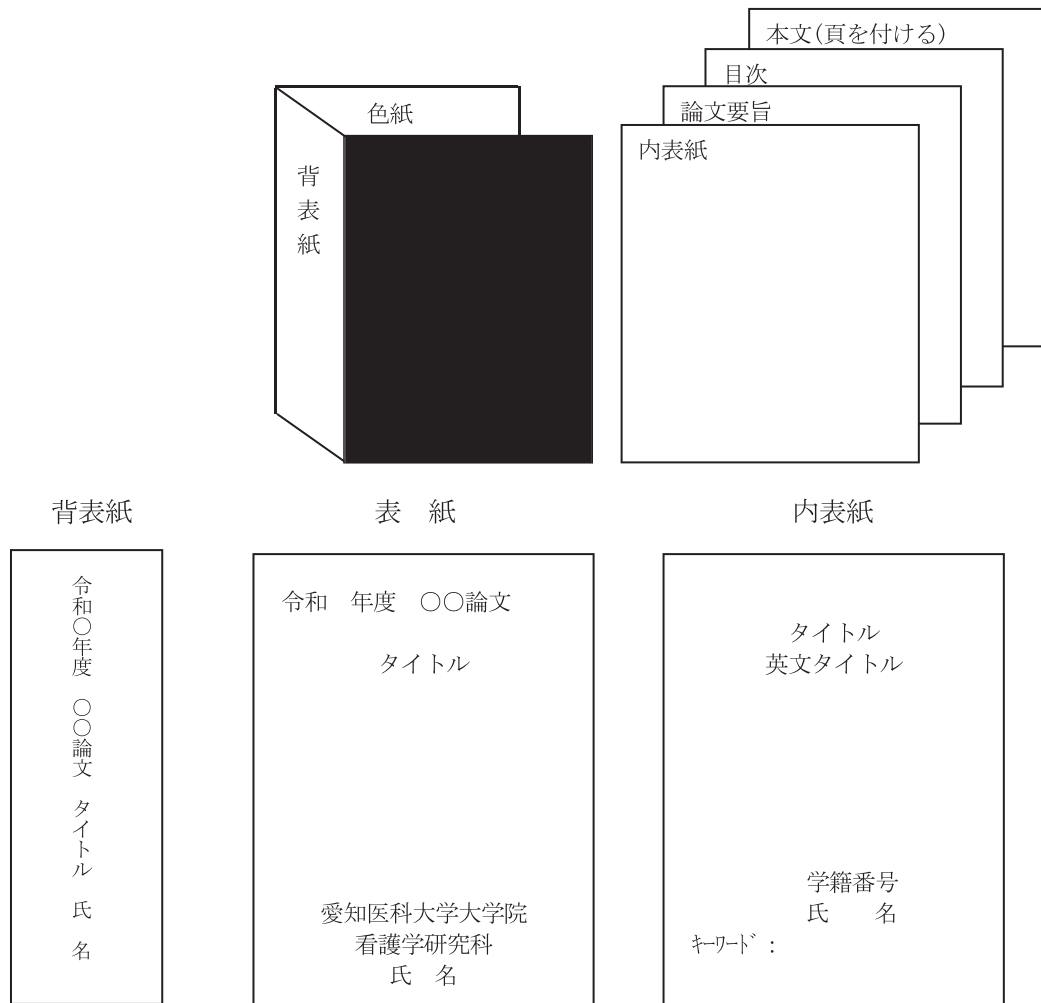 本文(頁を付ける)
目次
論文要旨
内表紙
色紙
背表紙
背表紙
表　紙
内表紙
令和○年度　○○論文　タイトル　氏　名
令和　年度　○○論文
タイトル
愛知医科大学大学院
看護学研究科
氏　名
タイトル
英文タイトル
学籍番号
氏　　名
ｷｰﾜｰﾄﾞ：